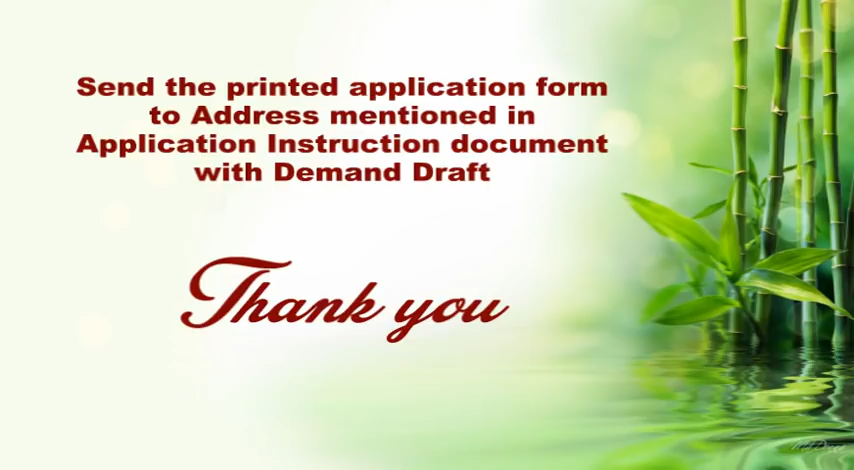 Send the printed application form
to Address mentioned in
Application Instruction document
with Demand Draft
Thank you